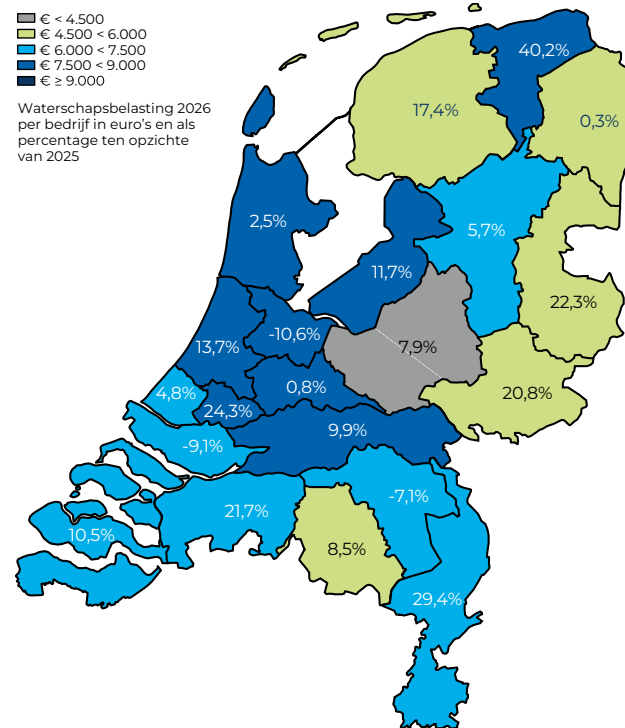 € < 4.500
€ 4.500 < 6.000
€ 6.000 < 7.500
€ 7.500 < 9.000
€ ≥ 9.000
Waterschapsbelasting 2026
per bedrijf in euro's en als
percentage ten opzichte
van 2025
40,2%
17,4%
0,3%
2,5%
5,7%
11,7%
22,3%
-10,6%
13,7%
7,9%
0,8%
4,8%
20,8%
24,3%
9,9%
-9,1%
-7,1%
21,7%
10,5%
8,5%
29,4%